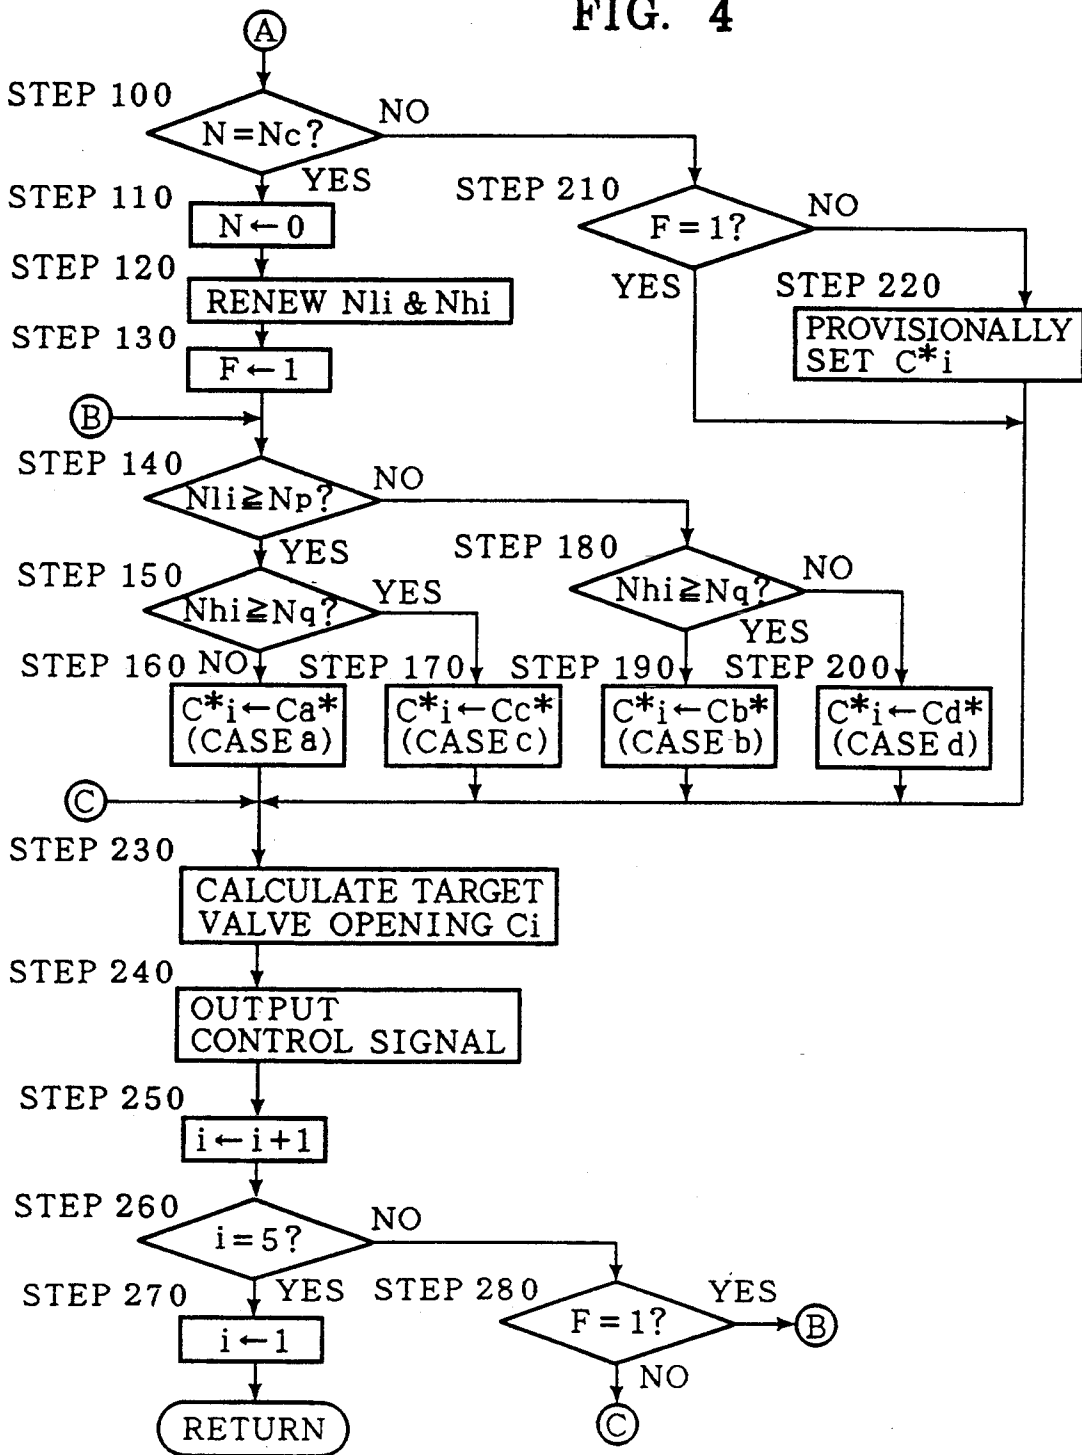 FIG. 4
A
STEP 100
N=Nc?
NO
YES
STEP 110
N←0
STEP 120
RENEW Nli & Nhi
STEP 130
F←1
B
STEP 210
F=1?
NO
YES
STEP 220
PROVISIONALLY
SET C*i
STEP 140
Nli≧Np?
NO
YES
STEP 150
Nhi≧Nq?
YES
NO
STEP 180
Nhi≧Nq?
NO
YES
STEP 160
C*i←Ca*
(CASE a)
STEP 170
C*i←Cc*
(CASE c)
STEP 190
C*i←Cb*
(CASE b)
STEP 200
C*i←Cd*
(CASE d)
C
STEP 230
CALCULATE TARGET
VALVE OPENING Ci
STEP 240
OUTPUT
CONTROL SIGNAL
STEP 250
i←i+1
STEP 260
i=5?
NO
YES
STEP 270
i←1
RETURN
STEP 280
F=1?
YES
B
NO
C